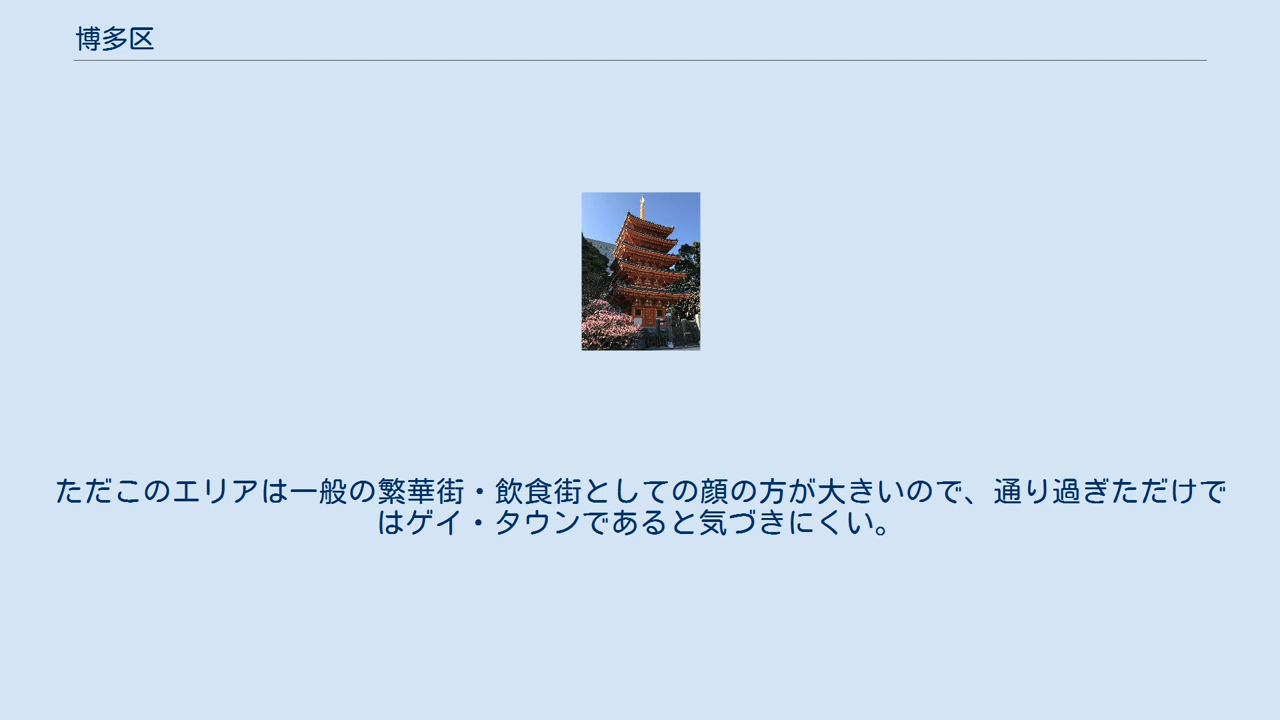 博多区
ただこのエリアは一般の繁華街・飲食街としての顔の方が大きいので、通り過ぎただけで
はゲイ・タウンであると気づきにくい。